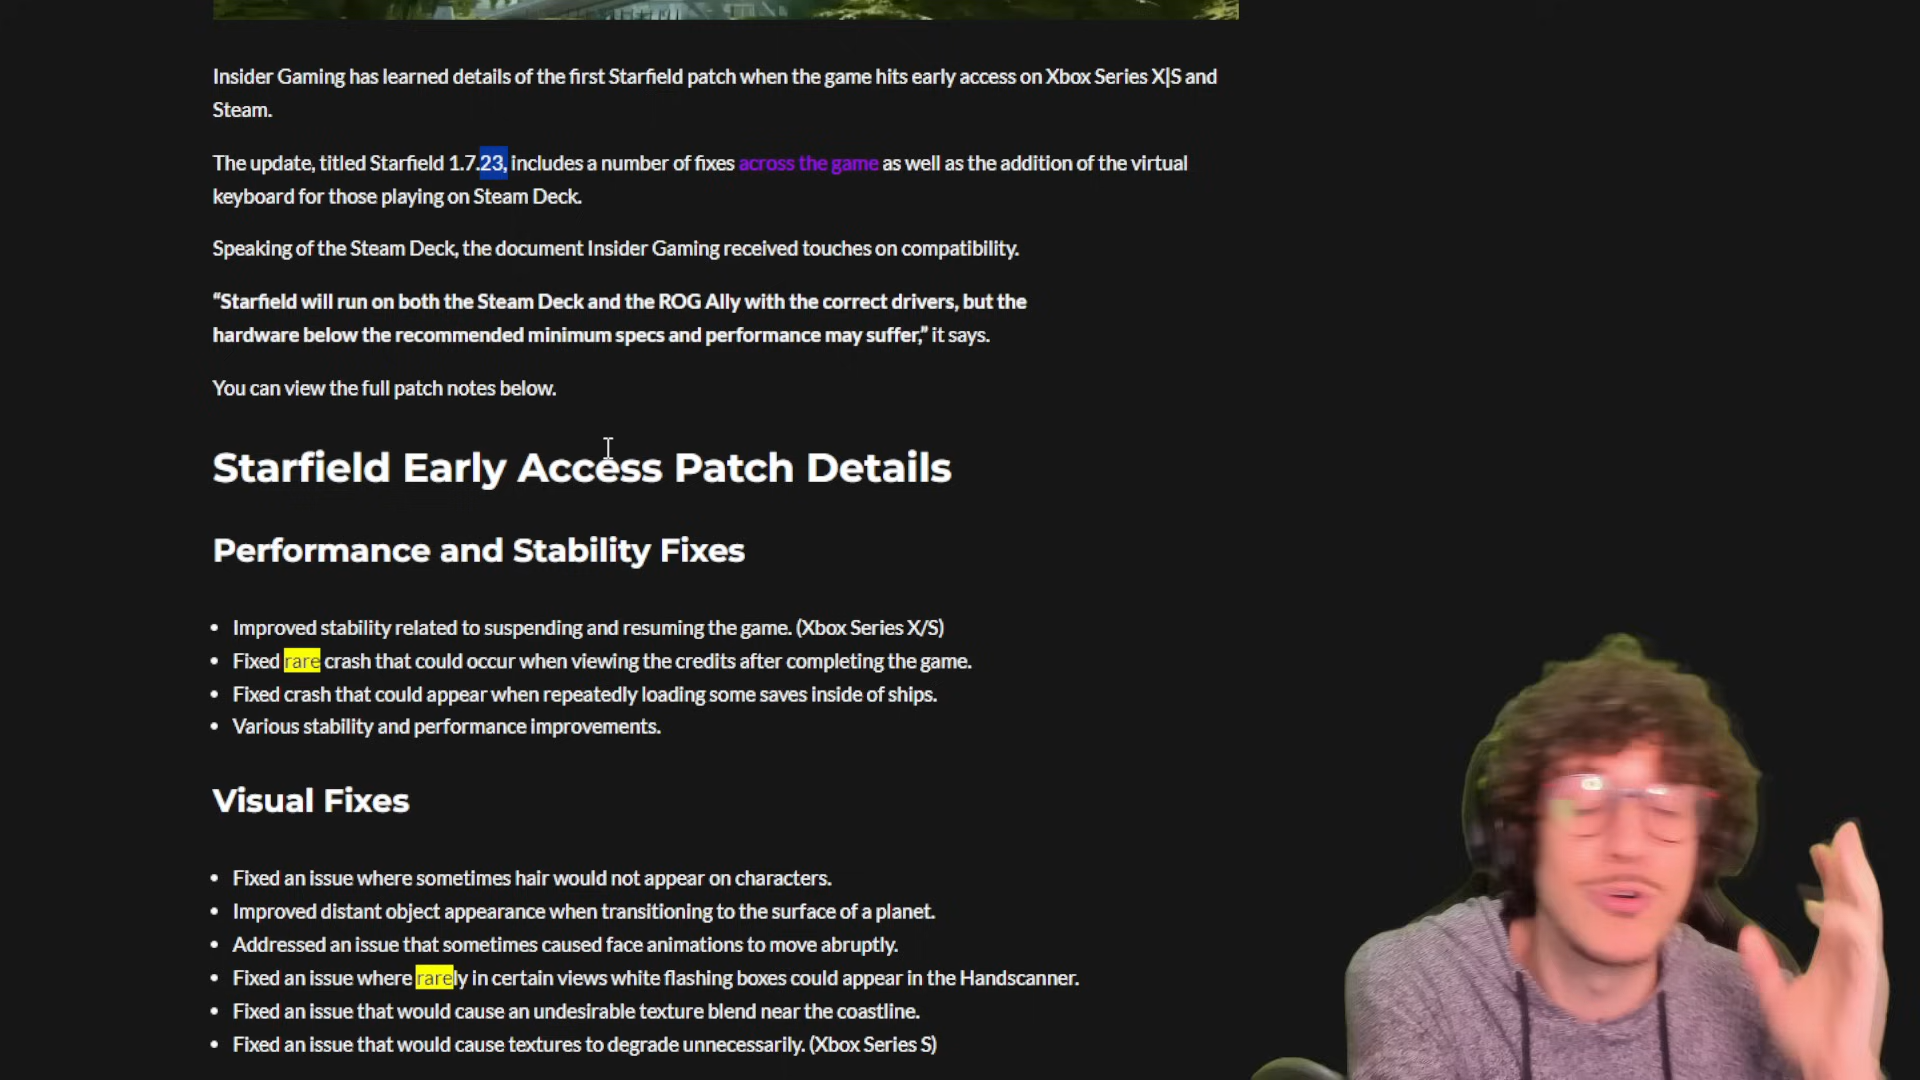 Insider Gaming has learned details of the first Starfield patch when the game hits early access on Xbox Series X|S and
Steam.
The update, titled Starfield 1.7.23, includes a number of fixes across the game as well as the addition of the virtual
keyboard for those playing on Steam Deck.
Speaking of the Steam Deck, the document Insider Gaming received touches on compatibility.
“Starfield will run on both the Steam Deck and the ROG Ally with the correct drivers, but the
hardware below the recommended minimum specs and performance may suffer,” it says.
You can view the full patch notes below.
Starfield Early Access Patch Details
Performance and Stability Fixes
• Improved stability related to suspending and resuming the game. (Xbox Series X/S)
• Fixed rare crash that could occur when viewing the credits after completing the game.
• Fixed crash that could appear when repeatedly loading some saves inside of ships.
• Various stability and performance improvements.
Visual Fixes
• Fixed an issue where sometimes hair would not appear on characters.
• Improved distant object appearance when transitioning to the surface of a planet.
• Addressed an issue that sometimes caused face animations to move abruptly.
• Fixed an issue where rarely in certain views white flashing boxes could appear in the Handscanner.
• Fixed an issue that would cause an undesirable texture blend near the coastline.
• Fixed an issue that would cause textures to degrade unnecessarily. (Xbox Series S)